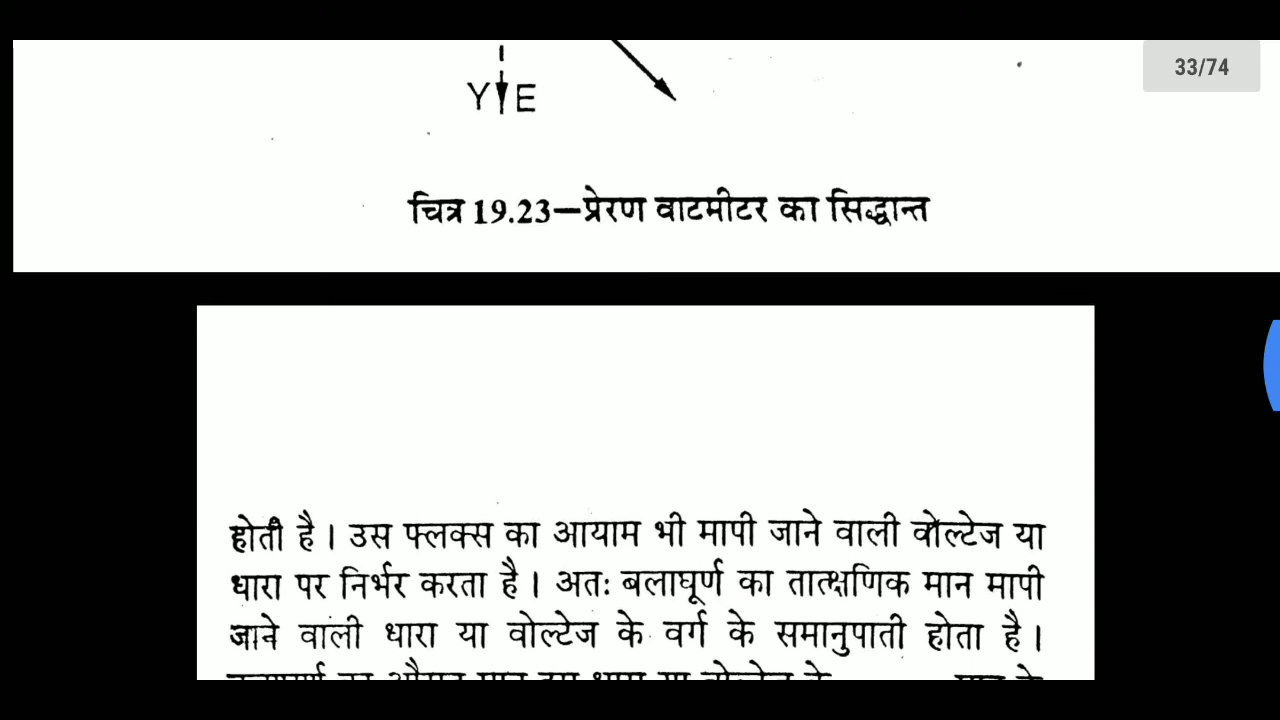 33/74
Y E
चित्र 19.23—प्रेरण वाटमीटर का सिद्धान्त
होती है। उस फ्लक्स का आयाम भी मापी जाने वाली वोल्टेज या
धारा पर निर्भर करता है। अतः बलाघूर्ण का तात्क्षणिक मान मापी
जाने वाली धारा या वोल्टेज के वर्ग के समानुपाती होता है।